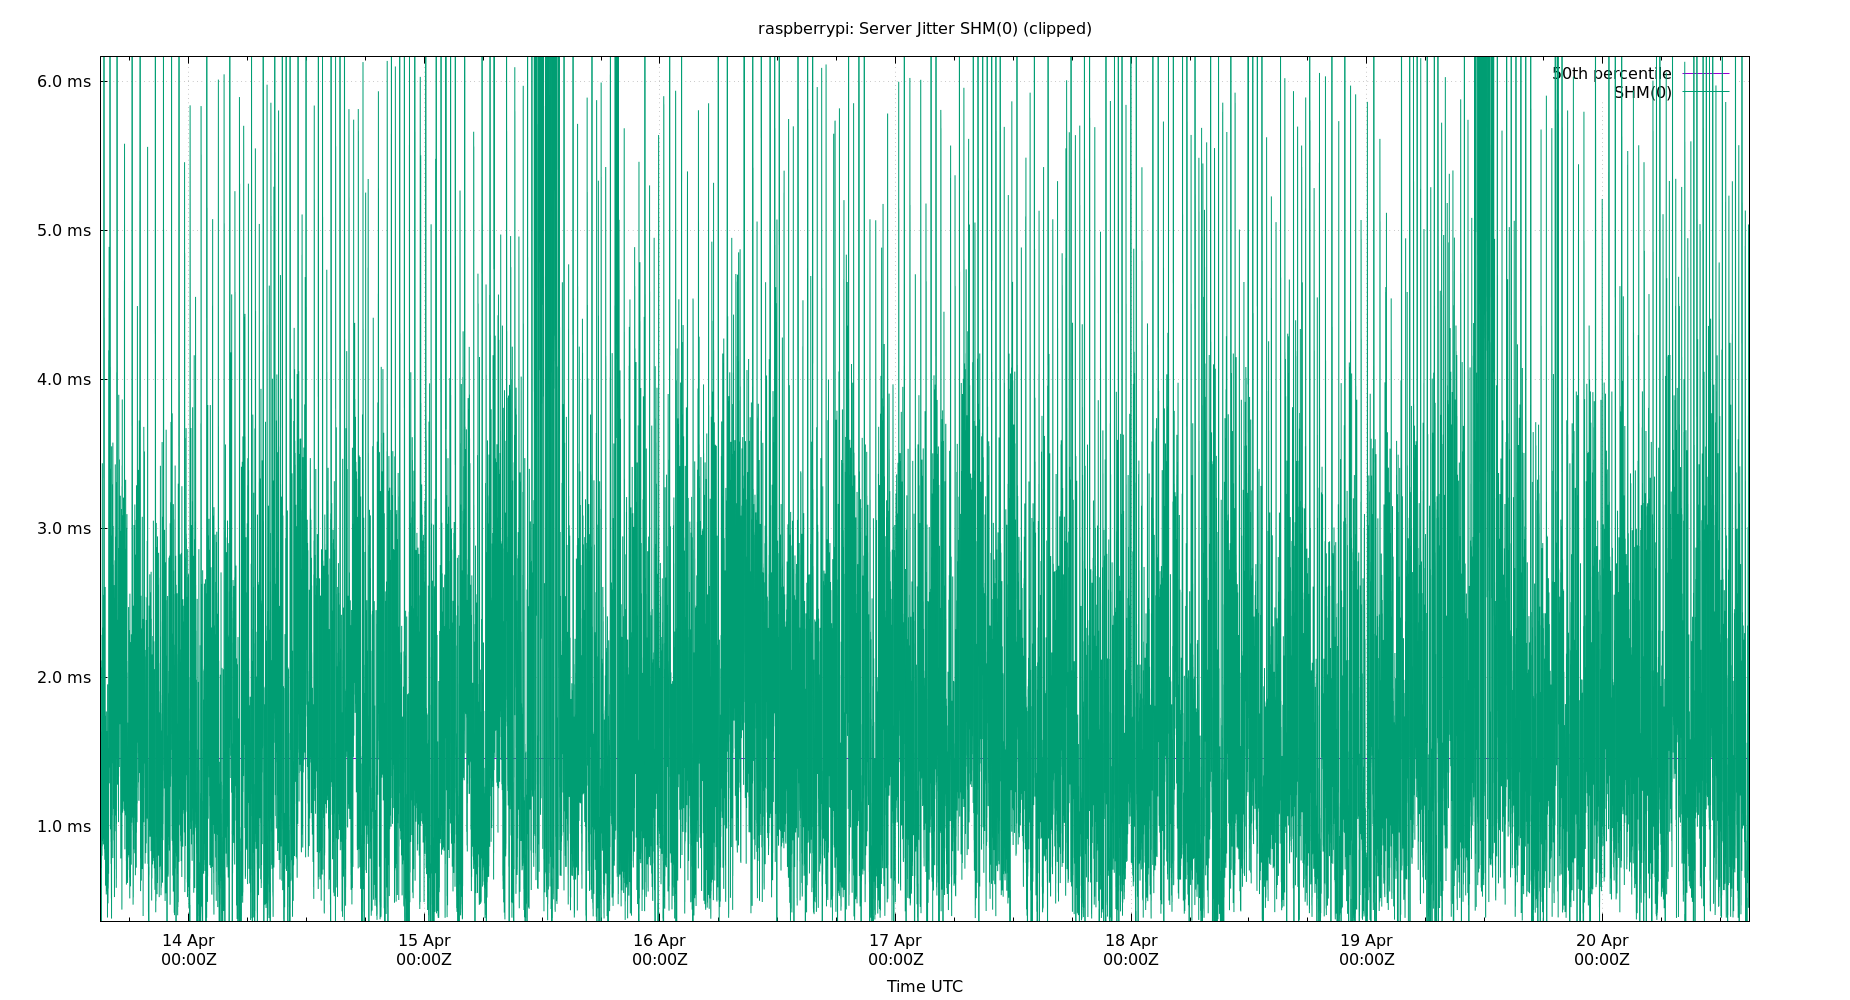 raspberrypi: Server Jitter SHM(0) (clipped)
6.0 ms
5.0 ms
4.0 ms
3.0 ms
2.0 ms
1.0 ms
50th percentile
SHM(0)
14 Apr
00:00Z
15 Apr
00:00Z
16 Apr
00:00Z
17 Apr
00:00Z
18 Apr
00:00Z
19 Apr
00:00Z
20 Apr
00:00Z
Time UTC